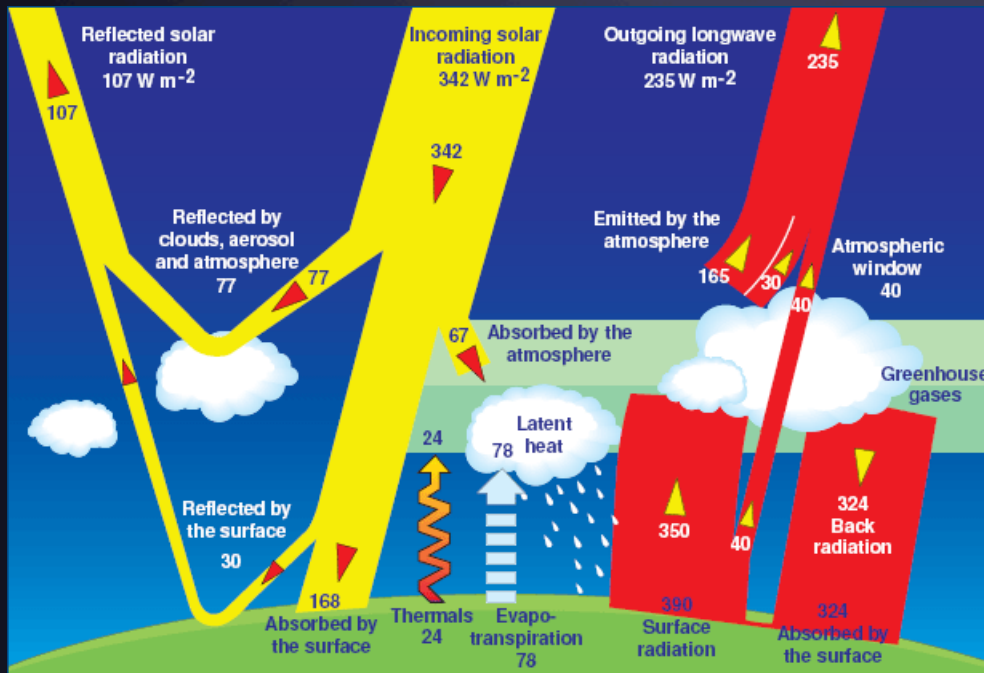 Reflected solar
radiation
107 W m-2
107
Incoming solar
radiation
342 W m-2
342
Outgoing longwave
radiation
235 W m-2
235
Reflected by
clouds, aerosol
and atmosphere
77
77
Emitted by the
atmosphere
165
30
40
Atmospheric
window
40
67
Absorbed by the
atmosphere
Greenhouse
gases
24
Latent
heat
78
Reflected by
the surface
30
350
40
324
Back
radiation
168
Absorbed by
the surface
Thermals
24
Evapo-
transpiration
78
390
Surface
radiation
324
Absorbed by
the surface